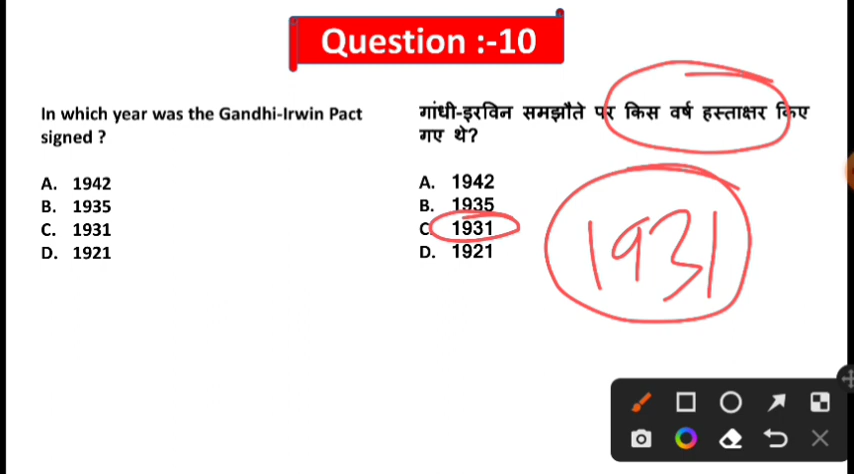 Question :-10
In which year was the Gandhi-Irwin Pact
signed ?
A. 1942
B. 1935
C. 1931
D. 1921
गांधी-इरविन समझौते पर किस वर्ष हस्ताक्षर किए
गए थे?
A. 1942
B. 1935
C 1931
D. 1921
1931